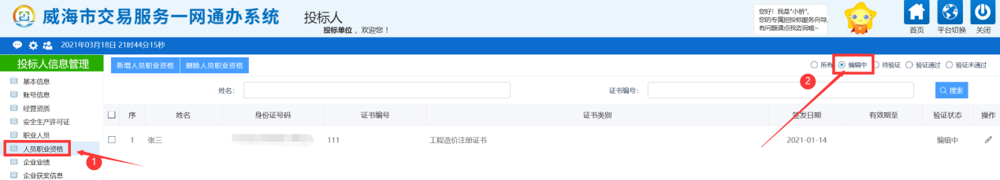 威海市交易服务一网通办系统
投标人
投标单位，欢迎您！
您好！我是"小桥"，
您的专属招投标服务向导，
有问题请点我咨询哦~
首页
平台切换
关闭
2021年03月18日 21时44分15秒
投标人信息管理
新增人员职业资格
删除人员职业资格
所有
编辑中
待验证
验证通过
验证未通过
基本信息
账号信息
经营资质
安全生产许可证
职业人员
人员职业资格
企业业绩
企业获奖信息
1
2
姓名：
证书编号：
搜索
序 姓名 身份证号码 证书编号 证书类别 签发日期 有效期至 验证状态 操作
1 张三 111 工程造价注册证书 2021-01-14 编辑中